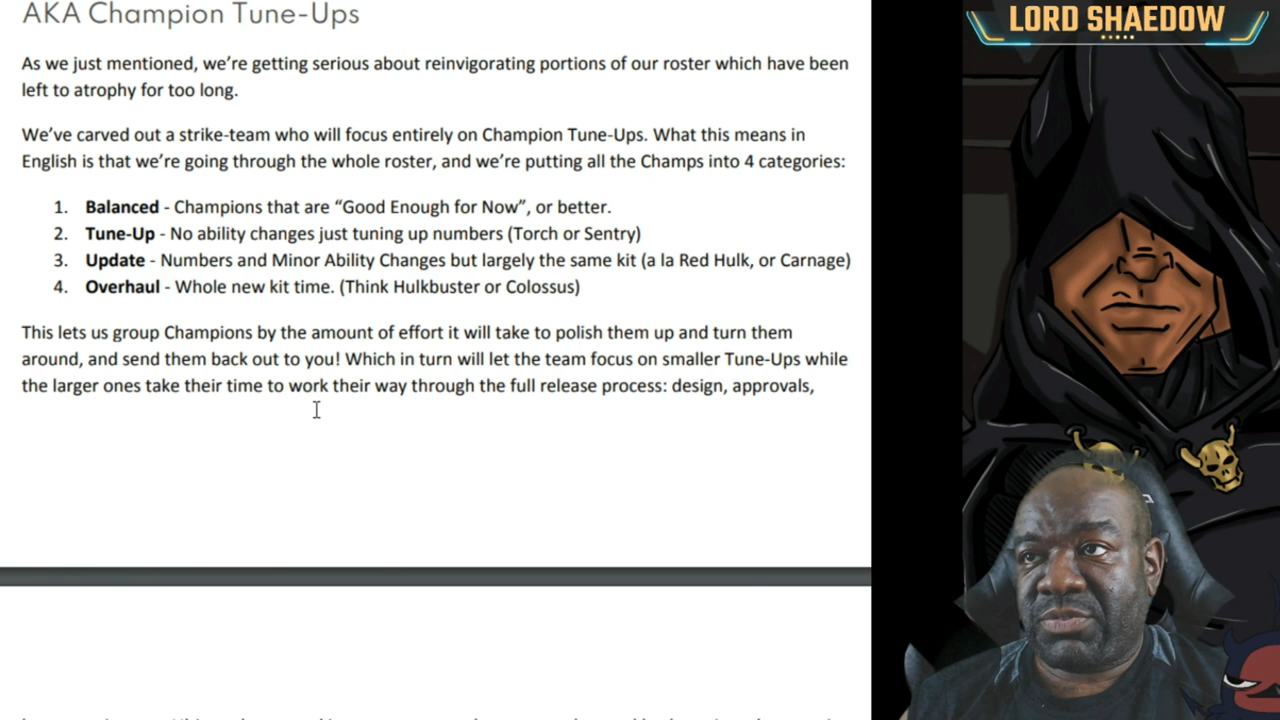 AKA Champion Tune-Ups
LORD SHAEDOW
As we just mentioned, we’re getting serious about reinvigorating portions of our roster which have been
left to atrophy for too long.
We’ve carved out a strike-team who will focus entirely on Champion Tune-Ups. What this means in
English is that we’re going through the whole roster, and we’re putting all the Champs into 4 categories:
1. Balanced - Champions that are “Good Enough for Now”, or better.
2. Tune-Up - No ability changes just tuning up numbers (Torch or Sentry)
3. Update - Numbers and Minor Ability Changes but largely the same kit (a la Red Hulk, or Carnage)
4. Overhaul - Whole new kit time. (Think Hulkbuster or Colossus)
This lets us group Champions by the amount of effort it will take to polish them up and turn them
around, and send them back out to you! Which in turn will let the team focus on smaller Tune-Ups while
the larger ones take their time to work their way through the full release process: design, approvals,